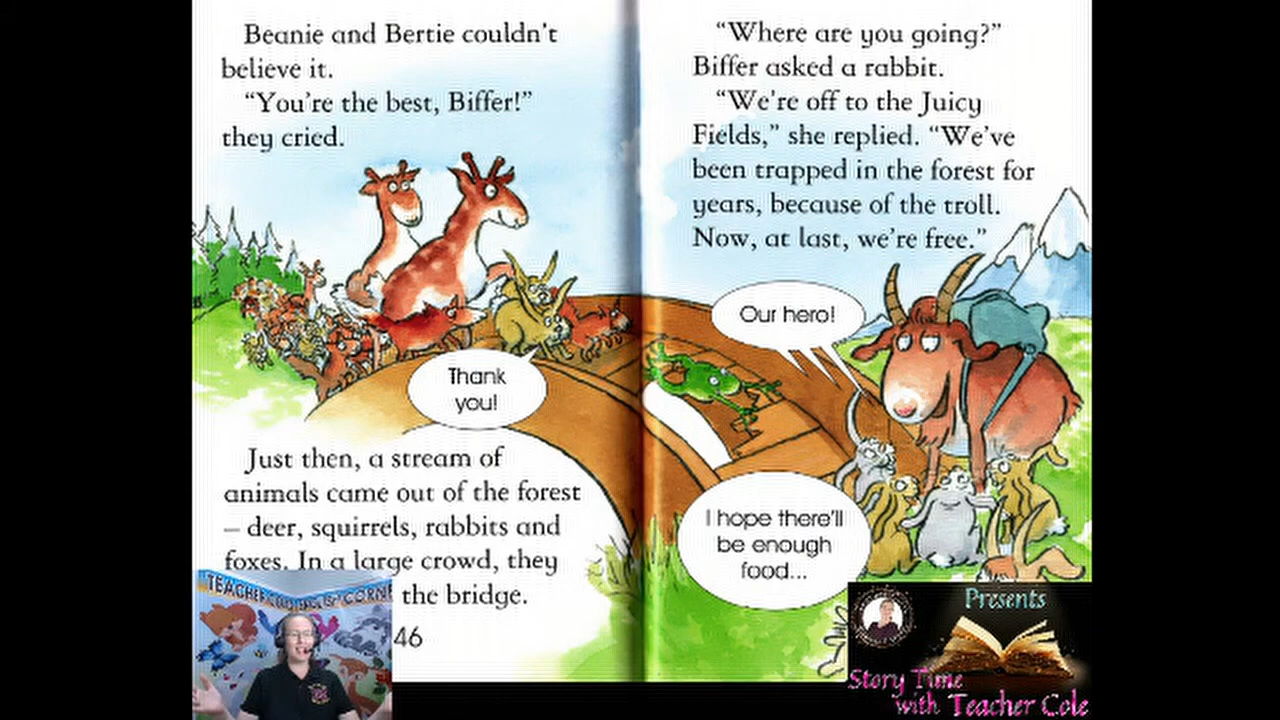 Beanie and Bertie couldn't
believe it.
“You're the best, Biffer!”
they cried.
Thank
you!
Just then, a stream of
animals came out of the forest
– deer, squirrels, rabbits and
foxes. In a large crowd, they
the bridge.
46
“Where are you going?”
Biffer asked a rabbit.
“We're off to the Juicy
Fields,” she replied. “We've
been trapped in the forest for
years, because of the troll.
Now, at last, we're free.”
Our hero!
I hope there'll
be enough
food...
Presents
Story Time
with Teacher Cole